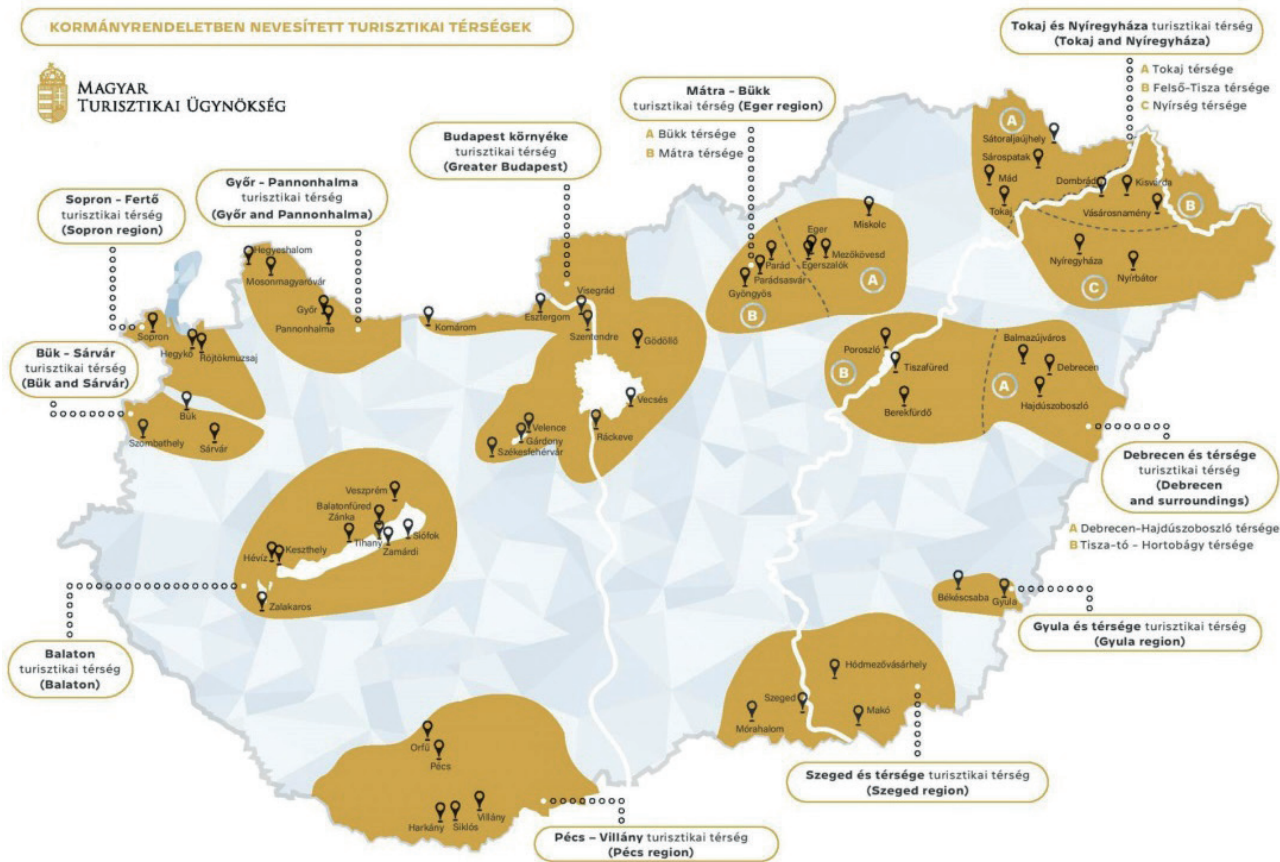 KORMÁNYRENDELETBEN NEVESÍTETT TURISZTIKAI TÉRSÉGEK
MAGYAR
TURISZTIKAI ÜGYNÖKSÉG
Tokaj és Nyíregyháza turisztikai térség
(Tokaj and Nyíregyháza)
A Tokaj térsége
B Felső-Tisza térsége
C Nyírség térsége
Mátra - Bükk
turisztikai térség (Eger region)
A Bükk térsége
B Mátra térsége
Budapest környéke
turisztikai térség
(Greater Budapest)
Győr - Pannonhalma
turisztikai térség
(Győr and Pannonhalma)
Sopron - Fertő
turisztikai térség
(Sopron region)
Bük - Sárvár
turisztikai térség
(Bük and Sárvár)
A
Sátoraljaújhely
Sárospatak
Mád
Tokaj
Dombrád
Kisvárda
Vásárosnamény
B
Nyíregyháza
Nyírbátor
C
Miskolc
Eger
Mezőkövesd
Egerszalók
Parád
Parádsasvár
Gyöngyös
A
B
Hegyeshalom
Mosonmagyaróvár
Győr
Pannonhalma
Komárom
Esztergom
Visegrád
Szentendre
Gödöllő
Vecsés
Ráckeve
Velence
Gárdony
Székesfehérvár
Sopron
Hegykő
Röjtökmuzsaj
Bük
Szombathely
Sárvár
Poroszló
Tiszafüred
Berekfürdő
B
Balmazújváros
Debrecen
Hajdúszoboszló
A
Debrecen és térsége
turisztikai térség
(Debrecen
and surroundings)
A Debrecen-Hajdúszoboszló térsége
B Tisza-tó - Hortobágy térsége
Veszprém
Balatonfüred
Zánka
Tihany
Zamárdi
Siófok
Hévíz
Keszthely
Zalakaros
Balaton
turisztikai térség
(Balaton)
Békéscsaba
Gyula
Gyula és térsége turisztikai térség
(Gyula region)
Hódmezővásárhely
Szeged
Mórahalom
Makó
Szeged és térsége turisztikai térség
(Szeged region)
Orfű
Pécs
Harkány
Siklós
Villány
Pécs – Villány turisztikai térség
(Pécs region)